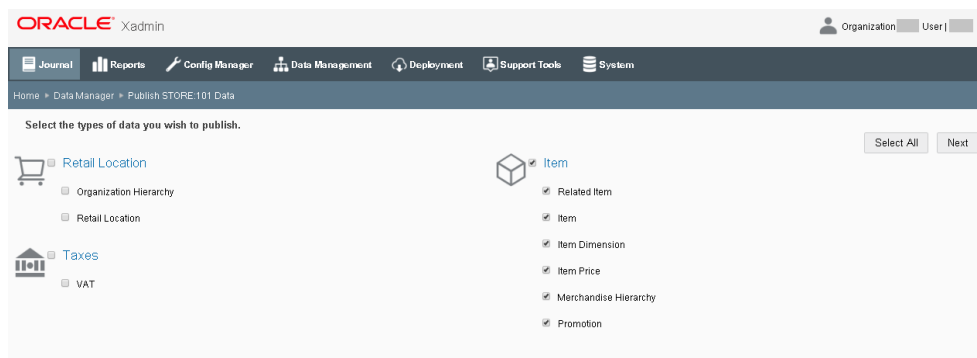 ORACLE Xadmin
Organization User |
Journal Reports Config Manager Data Management Deployment Support Tools System
Home Data Manager Publish STORE:101 Data
Select the types of data you wish to publish.
Select All Next
Retail Location
Organization Hierarchy
Retail Location
Taxes
VAT
Item
Related Item
Item
Item Dimension
Item Price
Merchandise Hierarchy
Promotion